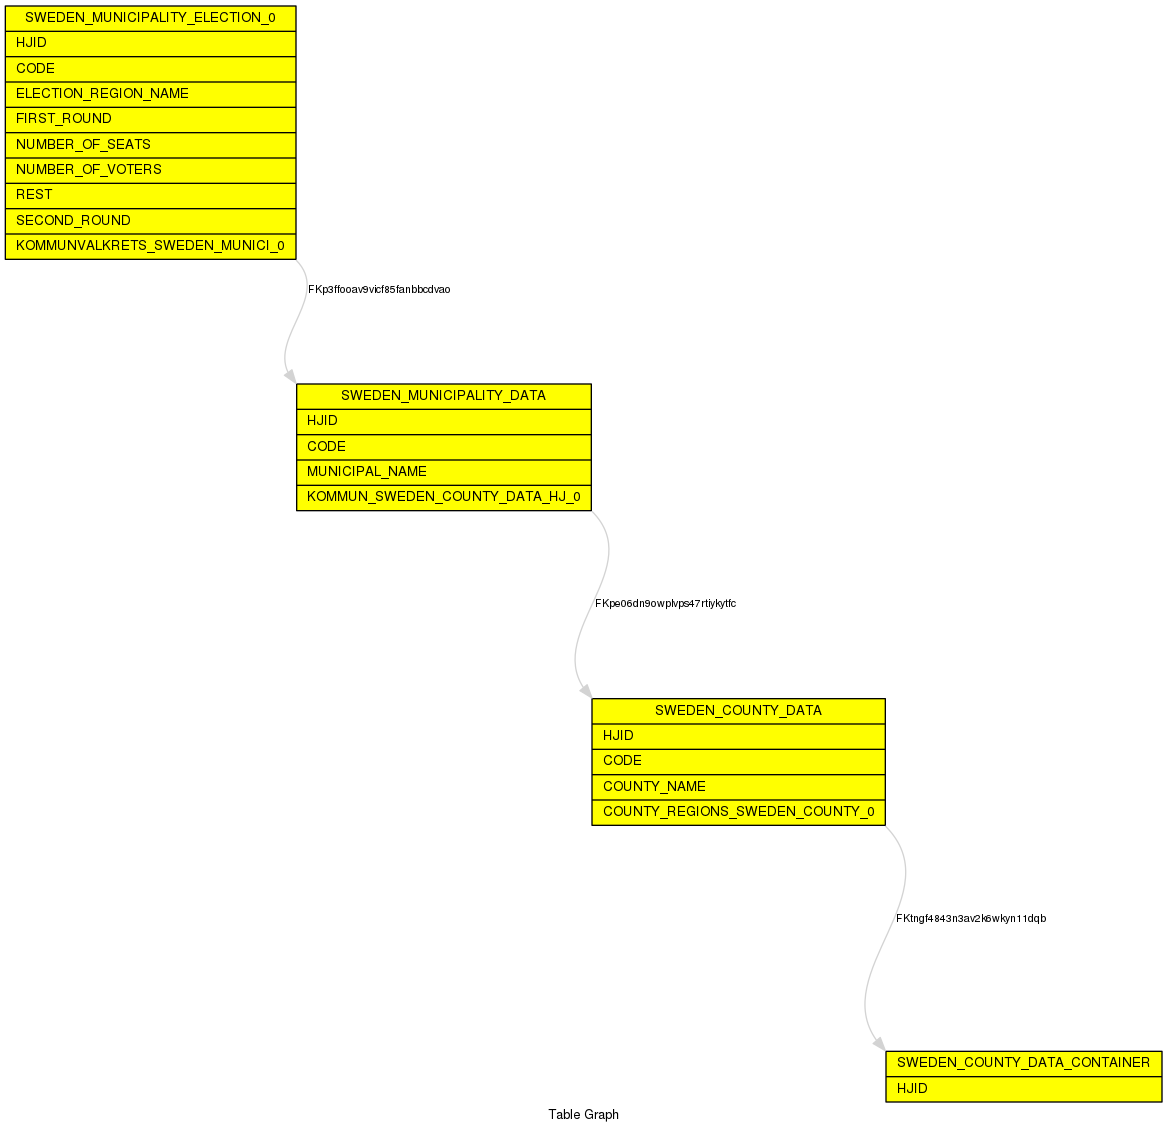 SWEDEN_MUNICIPALITY_ELECTION_0
HJID
CODE
ELECTION_REGION_NAME
FIRST_ROUND
NUMBER_OF_SEATS
NUMBER_OF_VOTERS
REST
SECOND_ROUND
KOMMUNVALKRETS_SWEDEN_MUNICI_0
FKp3ffooav9vicf85fanbbcdvao
SWEDEN_MUNICIPALITY_DATA
HJID
CODE
MUNICIPAL_NAME
KOMMUN_SWEDEN_COUNTY_DATA_HJ_0
FKpe06dn9owplvps47rtiykytfc
SWEDEN_COUNTY_DATA
HJID
CODE
COUNTY_NAME
COUNTY_REGIONS_SWEDEN_COUNTY_0
FKtngf4843n3av2k6wkyn11dqb
SWEDEN_COUNTY_DATA_CONTAINER
HJID
Table Graph